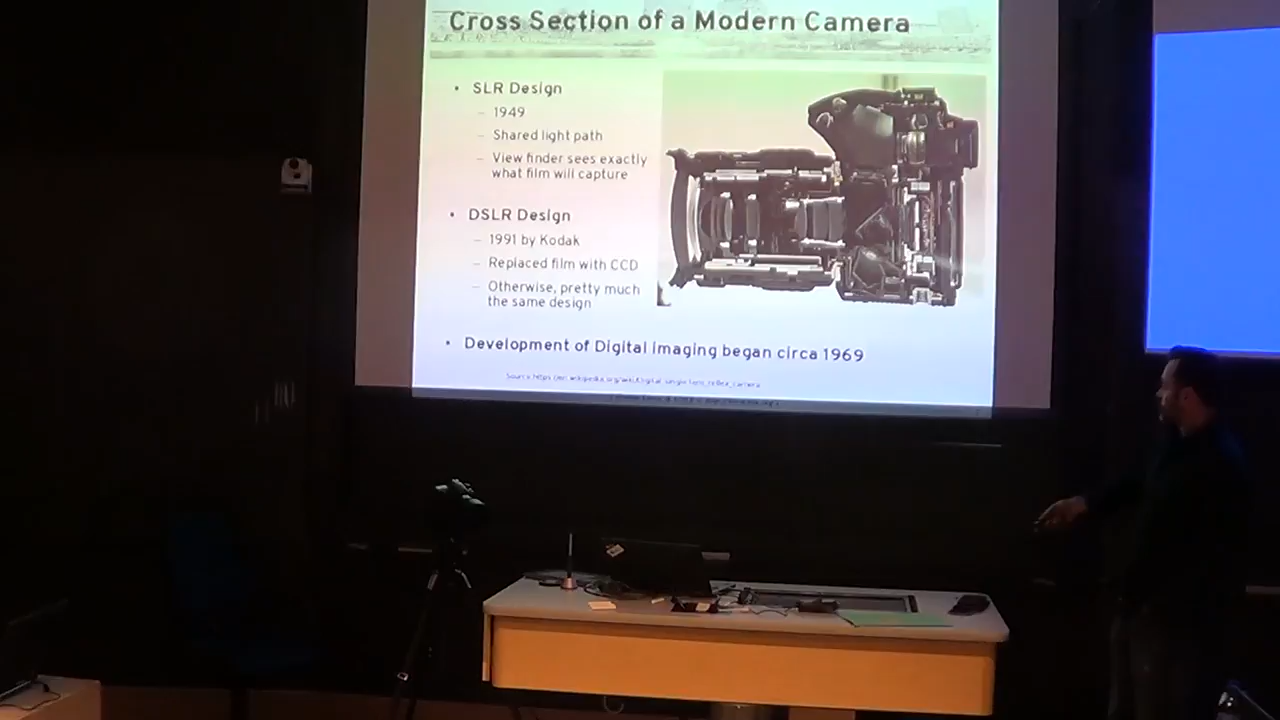 Cross Section of a Modern Camera
• SLR Design
– 1949
– Shared light path
– View finder sees exactly
what film will capture
• DSLR Design
– 1991 by Kodak
– Replaced film with CCD
– Otherwise, pretty much
the same design
• Development of Digital Imaging began circa 1969